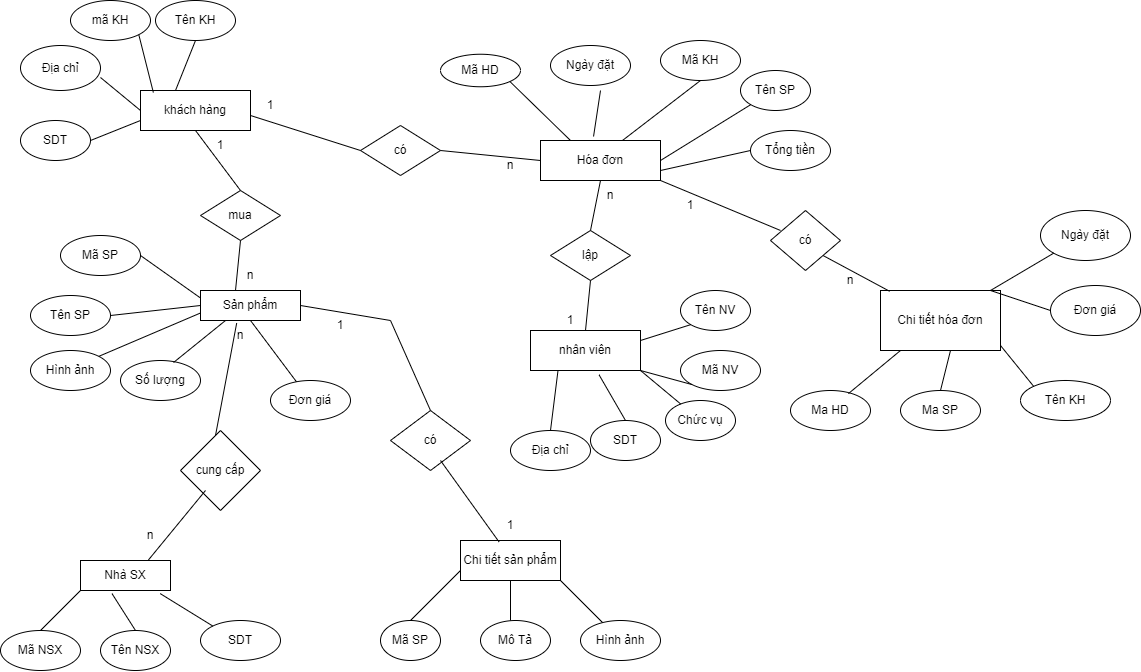 mã KH
Tên KH
Địa chỉ
SDT
khách hàng
1
1
có
n
Mã HD
Ngày đặt
Mã KH
Tên SP
Tổng tiền
Hóa đơn
n
1
mua
n
lập
1
có
n
Ngày đặt
Đơn giá
Chi tiết hóa đơn
Ma HD
Ma SP
Tên KH
Mã SP
Tên SP
Hình ảnh
Số lượng
Đơn giá
Sản phẩm
n
1
nhân viên
Tên NV
Mã NV
Chức vụ
SDT
Địa chỉ
cung cấp
n
có
1
Nhà SX
Mã NSX
Tên NSX
SDT
Chi tiết sản phẩm
Mã SP
Mô Tả
Hình ảnh